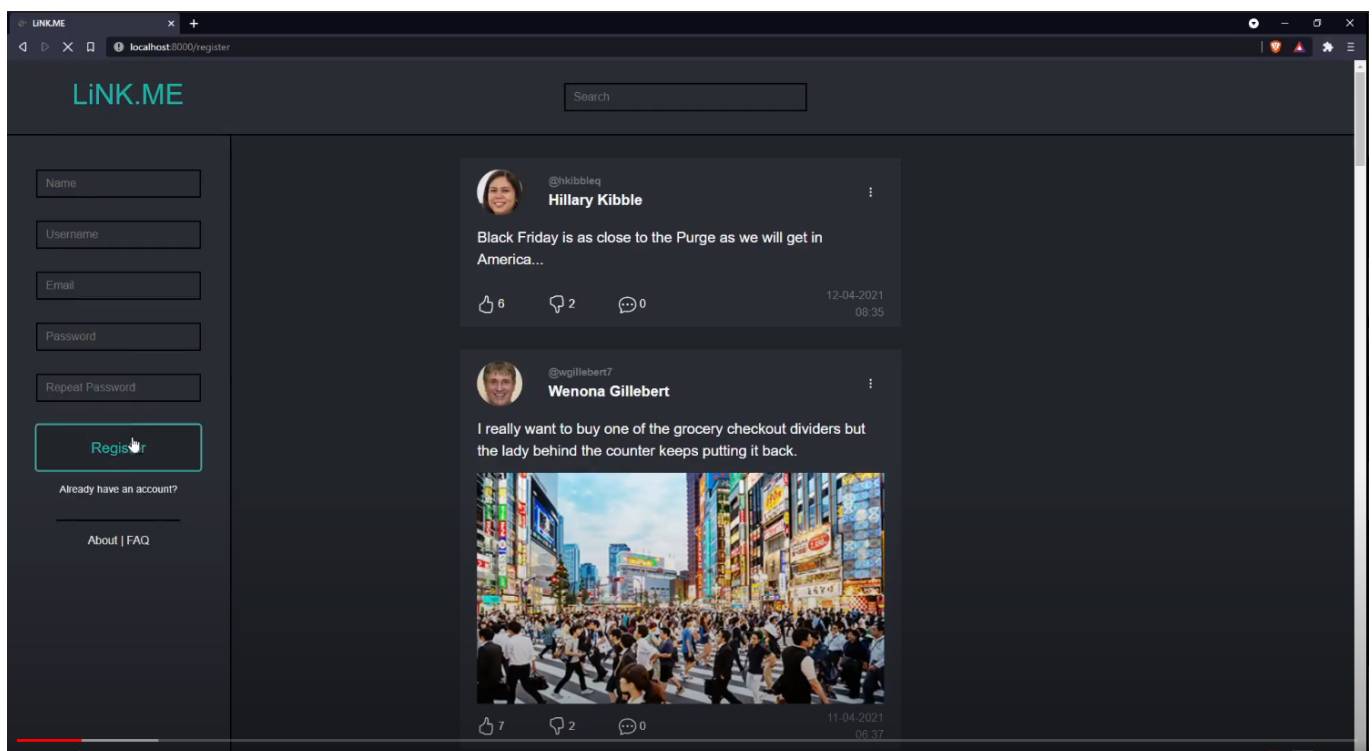 LiNK.ME
localhost:8000/register
LiNK.ME
Search
Name
Username
Email
Password
Repeat Password
Register
Already have an account?
About | FAQ
@hkibbleq
Hillary Kibble
Black Friday is as close to the Purge as we will get in
America...
6 2 0
12-04-2021
08:35
@wgillebert7
Wenona Gillebert
I really want to buy one of the grocery checkout dividers but
the lady behind the counter keeps putting it back.
7 2 0
11-04-2021
06:37